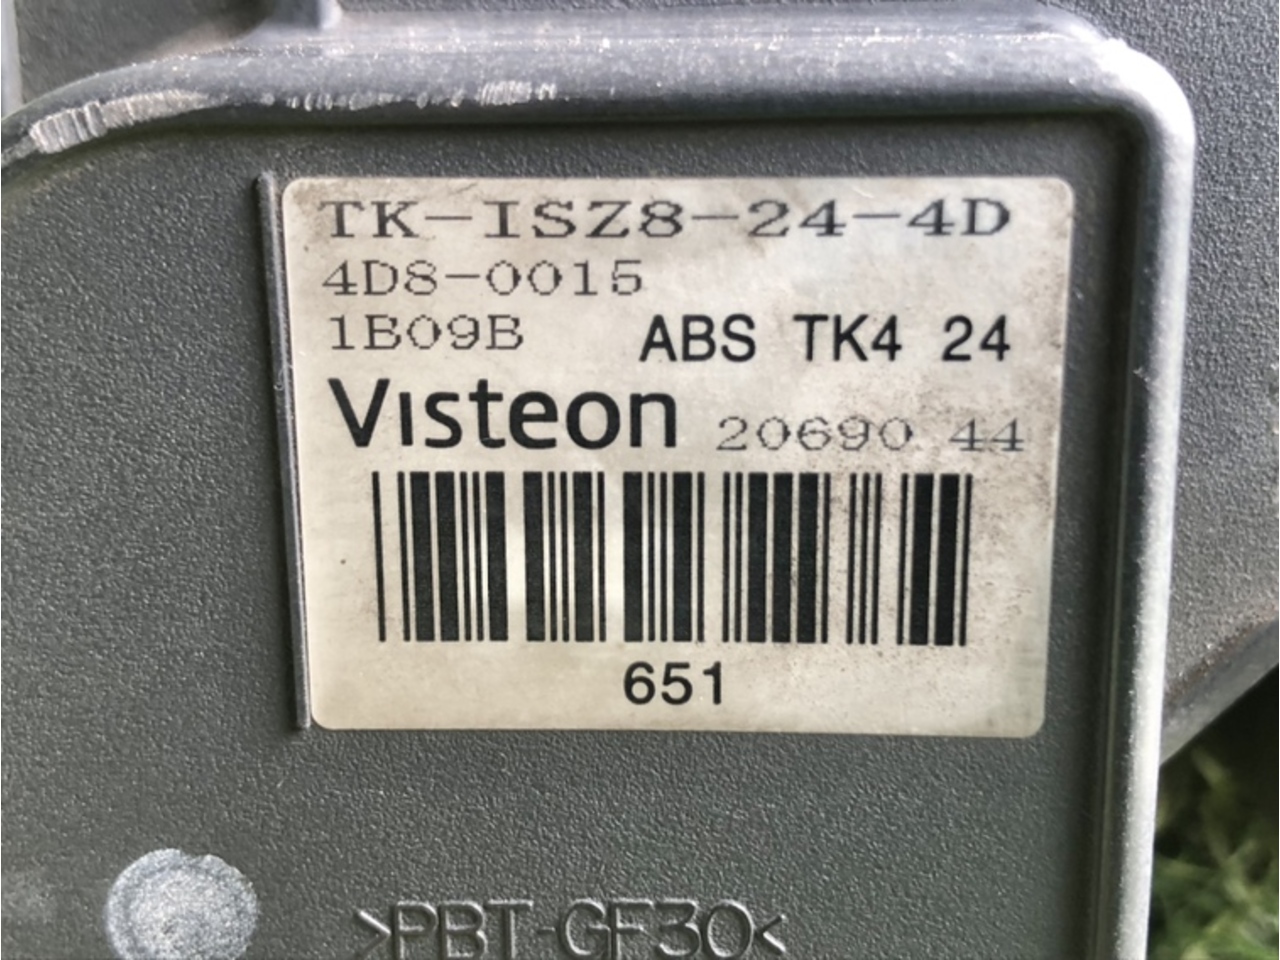 TK-ISZ8-24-4D
4D8-0015
1B09B ABS TK4 24
Visteon 20690 44
651
>PBT-GF30<